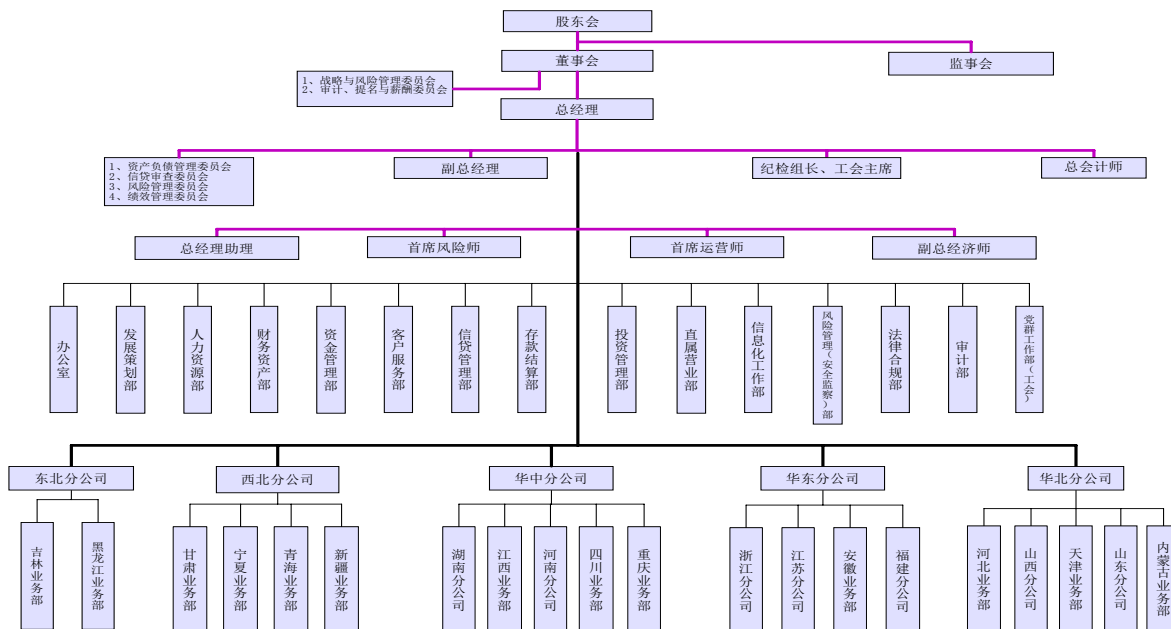 股东会
董事会
监事会
1、战略与风险管理委员会
2、审计、提名与薪酬委员会
总经理
1、资产负债管理委员会
2、信贷审查委员会
3、风险管理委员会
4、绩效管理委员会
副总经理
纪检组长、工会主席
总会计师
总经理助理
首席风险师
首席运营师
副总经济师
办公室
发展策划部
人力资源部
财务资产部
资金管理部
客户服务部
信贷管理部
存款结算部
投资管理部
直属营业部
信息化工作部
风险管理(安全监察)部
法律合规部
审计部
党群工作部(工会)
东北分公司
西北分公司
华中分公司
华东分公司
华北分公司
吉林业务部
黑龙江业务部
甘肃业务部
宁夏业务部
青海业务部
新疆业务部
湖南分公司
江西业务部
河南分公司
四川业务部
重庆业务部
浙江分公司
江苏分公司
安徽业务部
福建分公司
河北业务部
山西分公司
天津业务部
山东分公司
内蒙古业务部